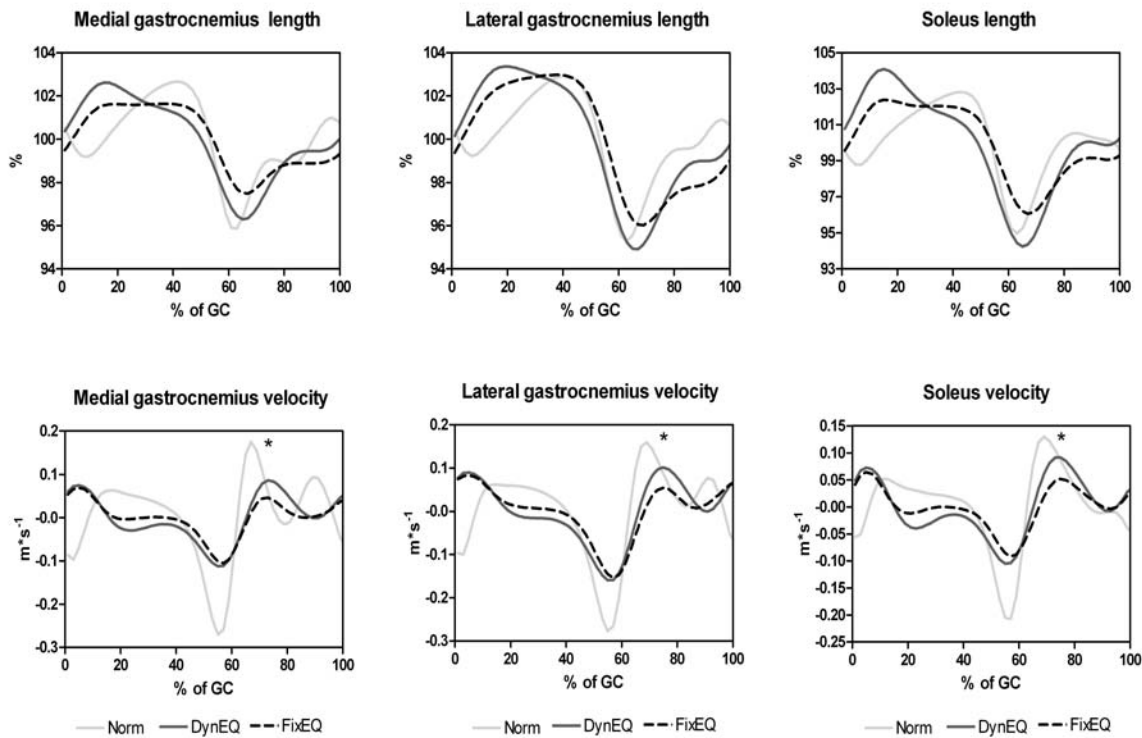 Medial gastrocnemius length
Lateral gastrocnemius length
Soleus length
104
102
100
98
96
94
%
0 20 40 60 80 100
% of GC
104
102
100
98
96
94
%
0 20 40 60 80 100
% of GC
105
103
101
99
97
95
93
%
0 20 40 60 80 100
% of GC
Medial gastrocnemius velocity
Lateral gastrocnemius velocity
Soleus velocity
0.2
0.1
-0.0
-0.1
-0.2
-0.3
m*s-1
*
0 20 40 60 80 100
% of GC
0.2
0.1
-0.0
-0.1
-0.2
-0.3
m*s-1
*
0 20 40 60 80 100
% of GC
0.15
0.10
0.05
-0.00
-0.05
-0.10
-0.15
-0.20
-0.25
m*s-1
*
0 20 40 60 80 100
% of GC
Norm DynEQ FixEQ
Norm DynEQ FixEQ
Norm DynEQ FixEQ